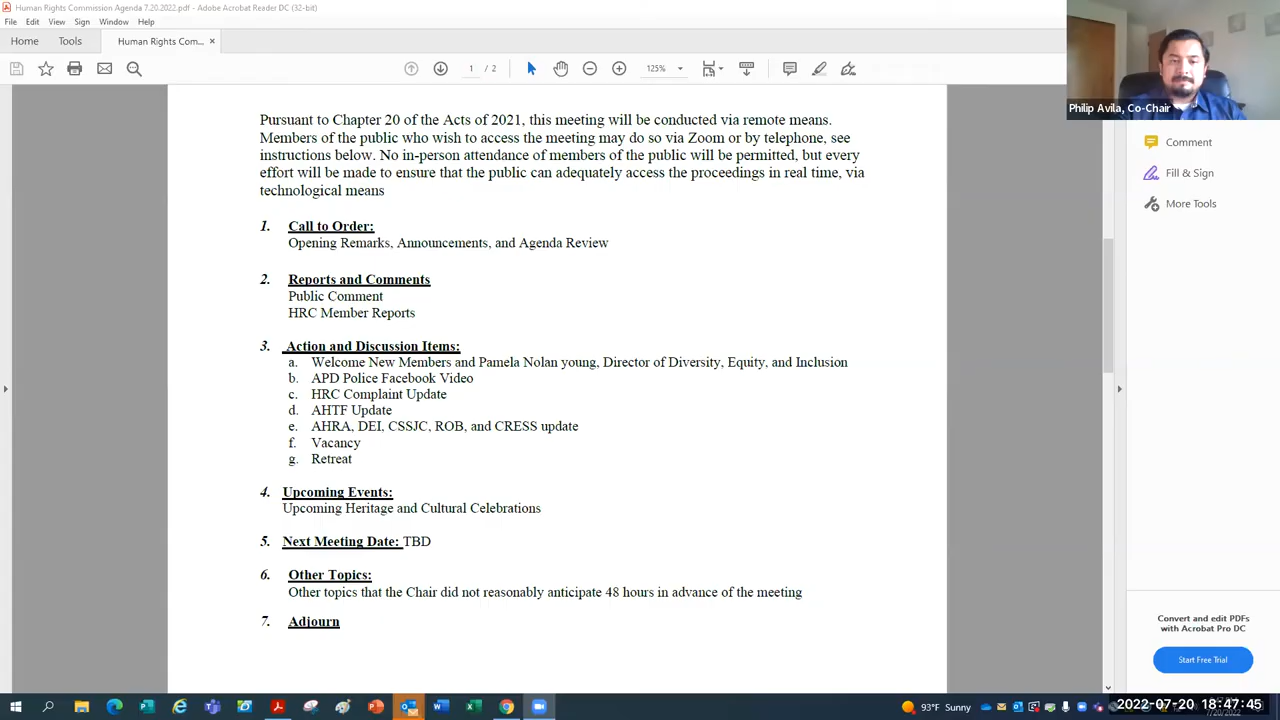 Human Rights Commission Agenda 7.20.2022.pdf - Adobe Acrobat Reader DC (32-bit)
File Edit View Sign Window Help
Home Tools Human Rights Com... ×
1 / 2 125%
Philip Avila, Co-Chair
Comment
Fill & Sign
More Tools
Pursuant to Chapter 20 of the Acts of 2021, this meeting will be conducted via remote means.
Members of the public who wish to access the meeting may do so via Zoom or by telephone, see
instructions below. No in-person attendance of members of the public will be permitted, but every
effort will be made to ensure that the public can adequately access the proceedings in real time, via
technological means
1. Call to Order:
Opening Remarks, Announcements, and Agenda Review
2. Reports and Comments
Public Comment
HRC Member Reports
3. Action and Discussion Items:
a. Welcome New Members and Pamela Nolan young, Director of Diversity, Equity, and Inclusion
b. APD Police Facebook Video
c. HRC Complaint Update
d. AHTF Update
e. AHRA, DEI, CSSJC, ROB, and CRESS update
f. Vacancy
g. Retreat
4. Upcoming Events:
Upcoming Heritage and Cultural Celebrations
5. Next Meeting Date: TBD
6. Other Topics:
Other topics that the Chair did not reasonably anticipate 48 hours in advance of the meeting
7. Adjourn
Convert and edit PDFs
with Acrobat Pro DC
Start Free Trial
93°F Sunny
2022-07-20 18:47:45